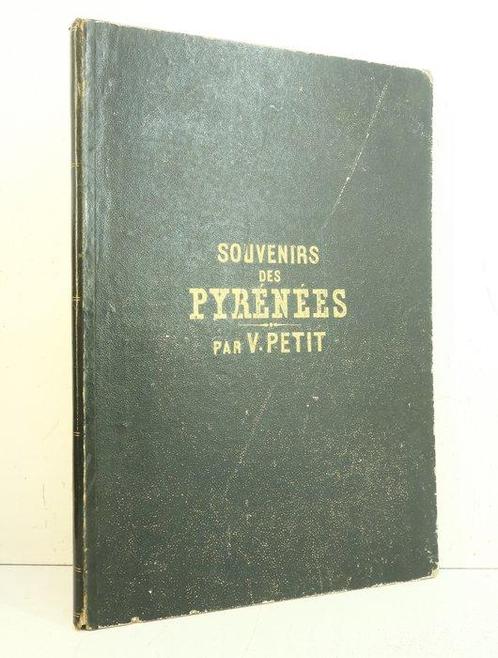 SOUVENIRS
DES
PYRÉNÉES
PAR V. PETIT